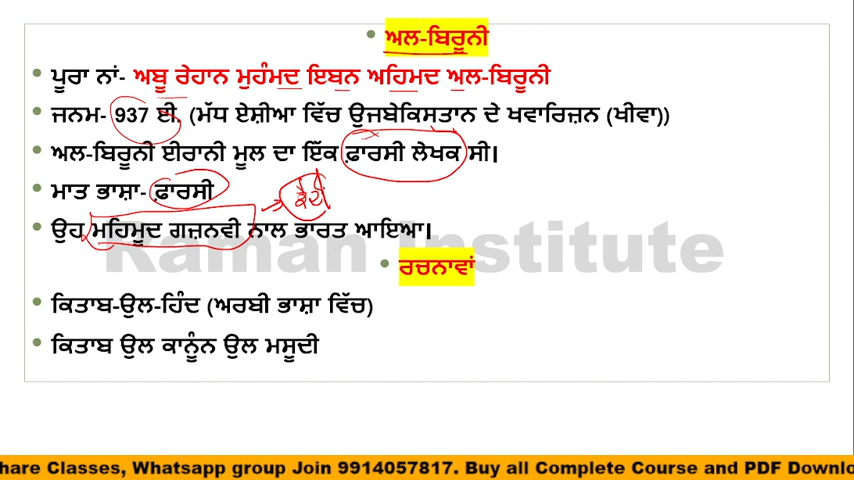 ਅਲ-ਬਿਰੂਨੀ
ਪੂਰਾ ਨਾਂ- ਅਬੂ ਰੇਹਾਨ ਮੁਹੰਮਦ ਇਬਨ ਅਹਿਮਦ ਅਲ-ਬਿਰੂਨੀ
ਜਨਮ- 937 ਈ. (ਮੱਧ ਏਸ਼ੀਆ ਵਿੱਚ ਉਜਬੇਕਿਸਤਾਨ ਦੇ ਖਵਾਰਿਜ਼ਨ (ਖੀਵਾ))
ਅਲ-ਬਿਰੂਨੀ ਈਰਾਨੀ ਮੂਲ ਦਾ ਇੱਕ ਫ਼ਾਰਸੀ ਲੇਖਕ ਸੀ।
ਮਾਤ ਭਾਸ਼ਾ- ਫ਼ਾਰਸੀ
ਉਹ ਮਹਿਮੂਦ ਗਜ਼ਨਵੀ ਨਾਲ ਭਾਰਤ ਆਇਆ।
Raman Institute
ਰਚਨਾਵਾਂ
ਕਿਤਾਬ-ਉਲ-ਹਿੰਦ (ਅਰਬੀ ਭਾਸ਼ਾ ਵਿੱਚ)
ਕਿਤਾਬ ਉਲ ਕਾਨੂੰਨ ਉਲ ਮਸੂਦੀ
hare Classes, Whatsapp group Join 9914057817. Buy all Complete Course and PDF Downlo